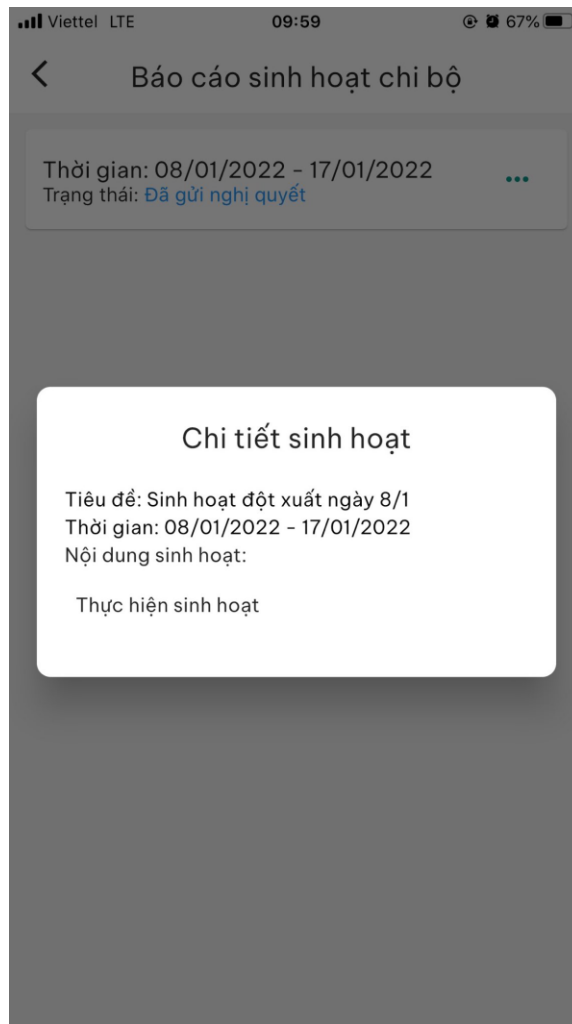 Viettel LTE 09:59 67%
Báo cáo sinh hoạt chi bộ
Thời gian: 08/01/2022 - 17/01/2022
Trạng thái: Đã gửi nghị quyết
Chi tiết sinh hoạt
Tiêu đề: Sinh hoạt đột xuất ngày 8/1
Thời gian: 08/01/2022 - 17/01/2022
Nội dung sinh hoạt:
Thực hiện sinh hoạt